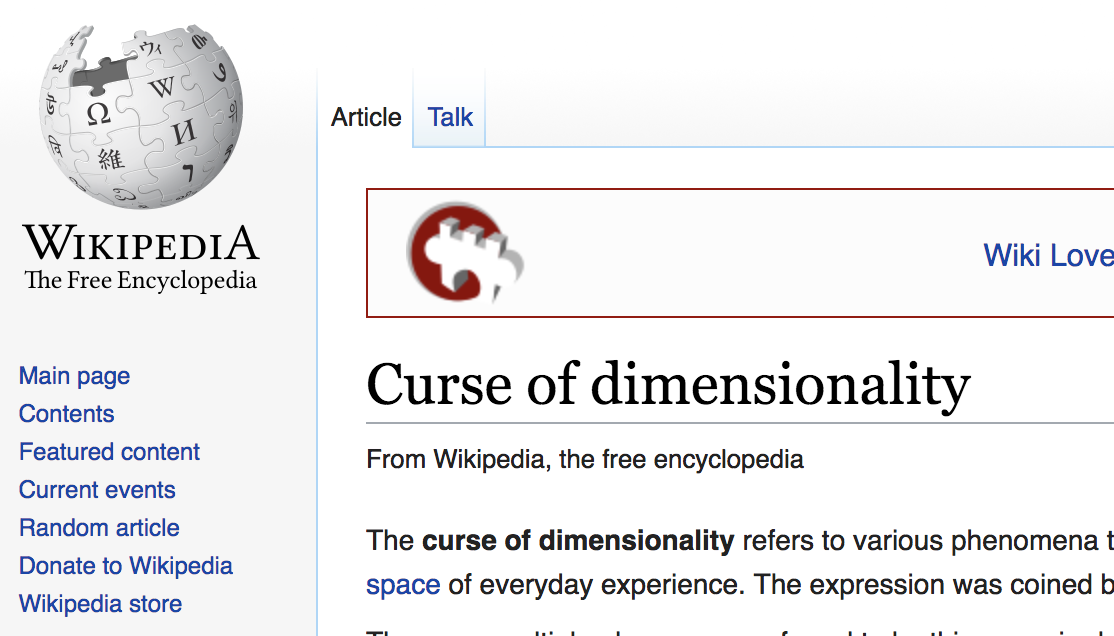 WIKIPEDIA
The Free Encyclopedia
Main page
Contents
Featured content
Current events
Random article
Donate to Wikipedia
Wikipedia store
Article
Talk
Wiki Love
Curse of dimensionality
From Wikipedia, the free encyclopedia
The curse of dimensionality refers to various phenomena t
space of everyday experience. The expression was coined b